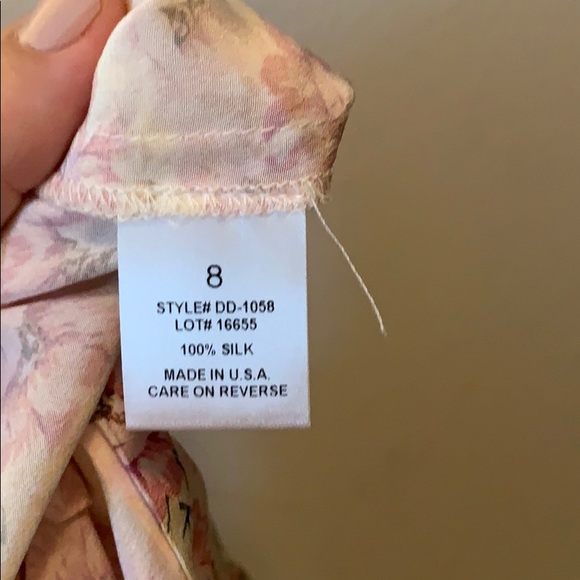 8
STYLE# DD-1058
LOT# 16655
100% SILK
MADE IN U.S.A.
CARE ON REVERSE